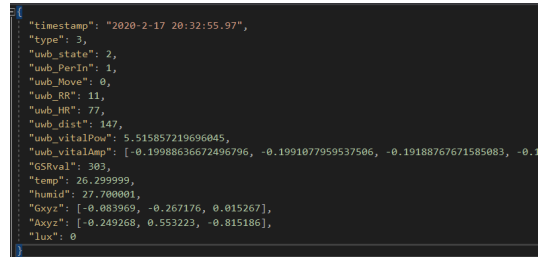 {
"timestamp": "2020-2-17 20:32:55.97",
"type": 3,
"uwb_state": 2,
"uwb_PerIn": 1,
"uwb_Move": 0,
"uwb_RR": 11,
"uwb_HR": 77,
"uwb_dist": 147,
"uwb_vitalPow": 5.515857219696045,
"uwb_vitalAmp": [-0.19988636672496796, -0.1991077959537506, -0.19188767671585083, -0.1
"GSRval": 303,
"temp": 26.299999,
"humid": 27.700001,
"Gxyz": [-0.083969, -0.267176, 0.015267],
"Axyz": [-0.249268, 0.553223, -0.815186],
"lux": 0
}